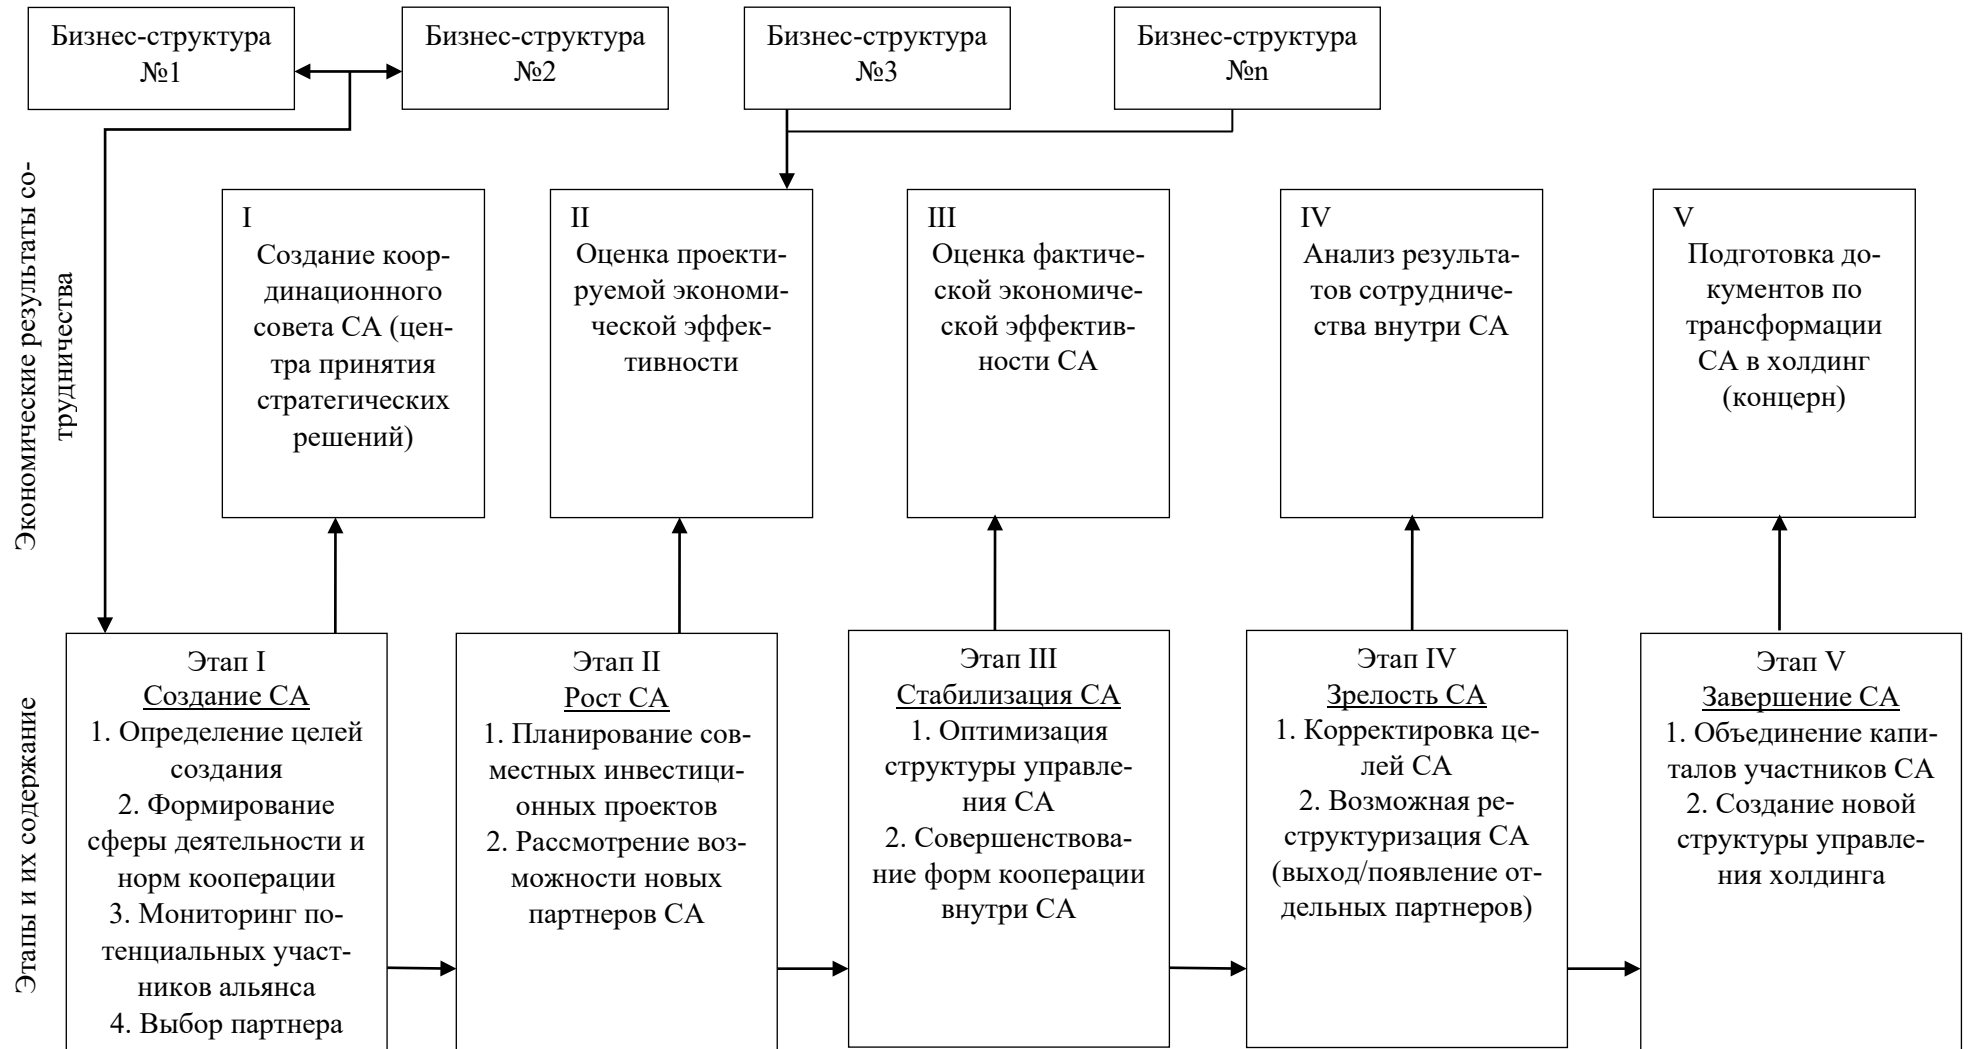 Бизнес-структура
№1
Бизнес-структура
№2
Бизнес-структура
№3
Бизнес-структура
№n
Экономические результаты со-
трудничества
I
Создание коор-
динационного
совета СА (цен-
тра принятия
стратегических
решений)
II
Оценка проекти-
руемой экономи-
ческой эффек-
тивности
III
Оценка фактиче-
ской экономиче-
ской эффектив-
ности СА
IV
Анализ результа-
тов сотрудниче-
ства внутри СА
V
Подготовка до-
кументов по
трансформации
СА в холдинг
(концерн)
Этапы и их содержание
Этап I
Создание СА
1. Определение целей
создания
2. Формирование
сферы деятельности и
норм кооперации
3. Мониторинг по-
тенциальных участ-
ников альянса
4. Выбор партнера
Этап II
Рост СА
1. Планирование сов-
местных инвестици-
онных проектов
2. Рассмотрение воз-
можности новых
партнеров СА
Этап III
Стабилизация СА
1. Оптимизация
структуры управле-
ния СА
2. Совершенствова-
ние форм кооперации
внутри СА
Этап IV
Зрелость СА
1. Корректировка це-
лей СА
2. Возможная ре-
структуризация СА
(выход/появление от-
дельных партнеров)
Этап V
Завершение СА
1. Объединение капи-
талов участников СА
2. Создание новой
структуры управле-
ния холдинга